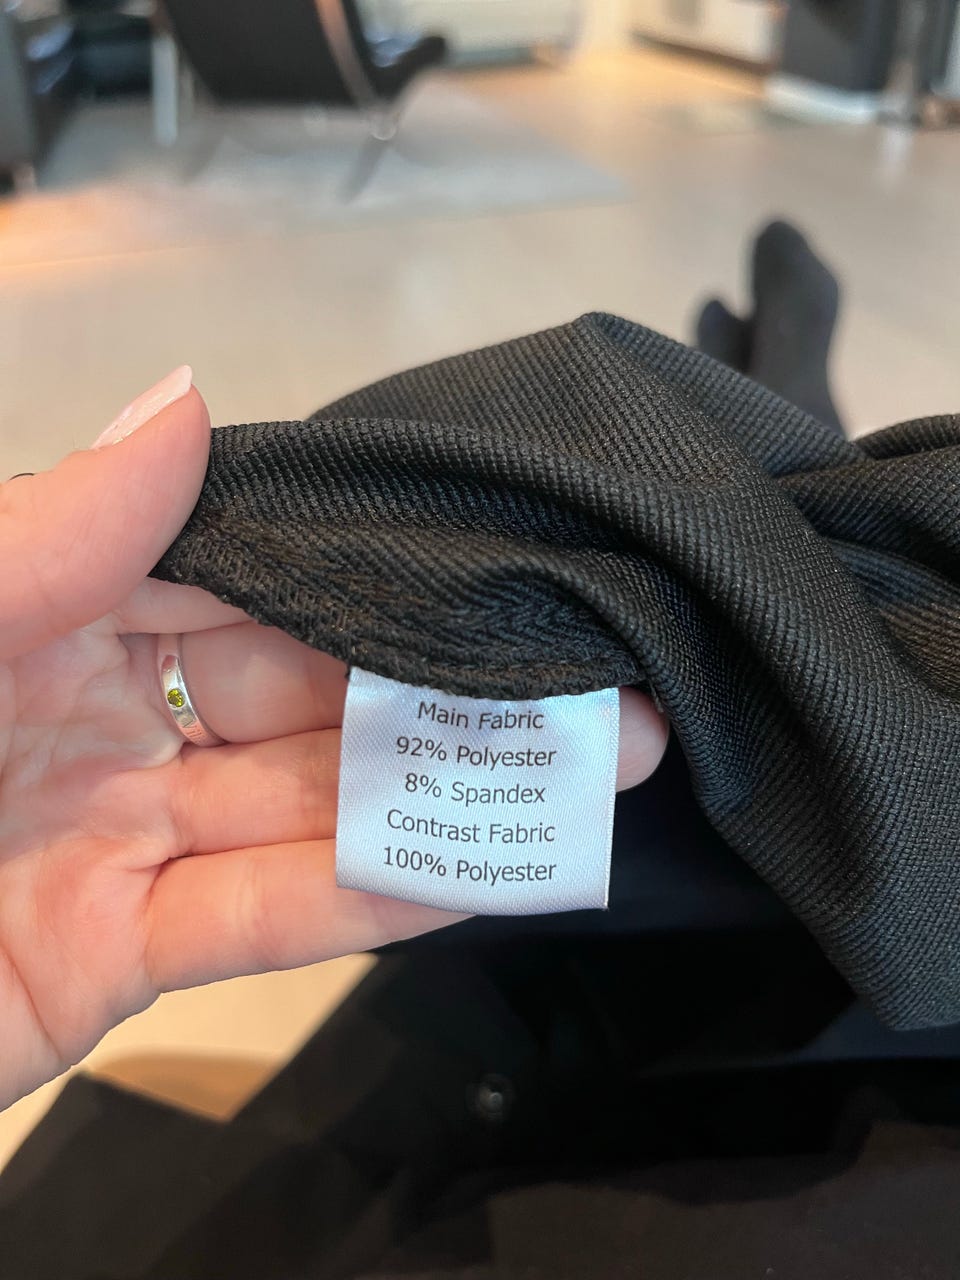 Main Fabric
92% Polyester
8% Spandex
Contrast Fabric
100% Polyester